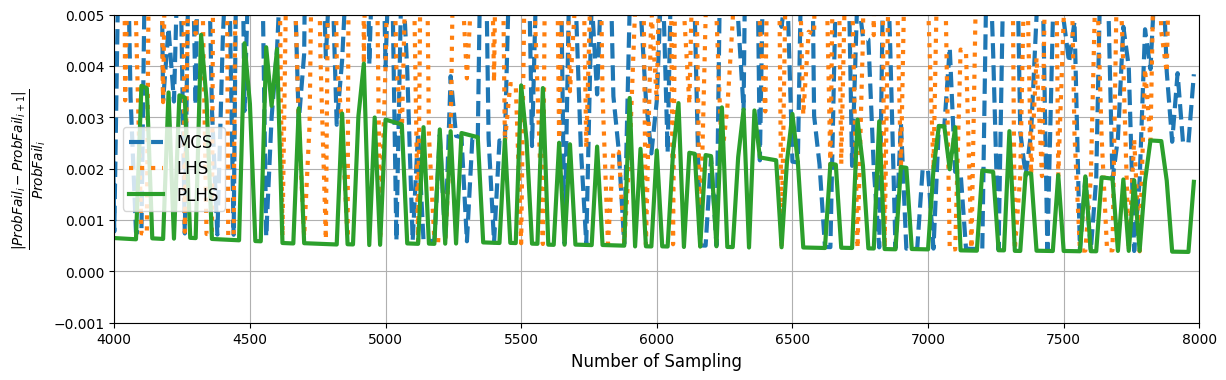 0.005
0.004
0.003
0.002
0.001
0.000
−0.001
|ProbFail_i − ProbFail_{i+1}|
ProbFail_i
MCS
LHS
PLHS
4000 4500 5000 5500 6000 6500 7000 7500 8000
Number of Sampling